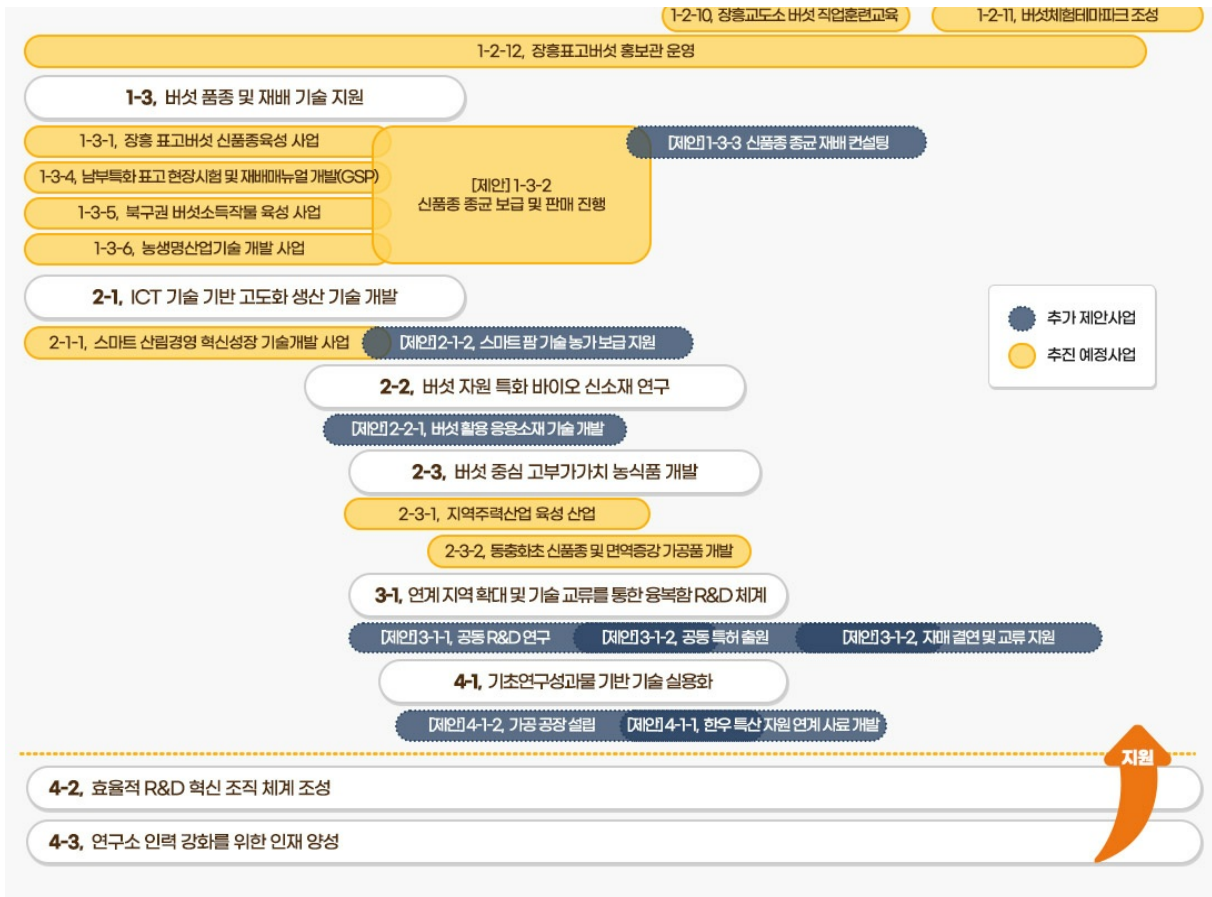 1-2-10, 장흥교도소 버섯 직업훈련교육
1-2-11, 버섯체험테마파크 조성
1-2-12, 장흥표고버섯 홍보관 운영
1-3, 버섯 품종 및 재배 기술 지원
1-3-1, 장흥 표고버섯 신품종육성 사업
[제안] 1-3-3 신품종 종균 재배 컨설팅
1-3-4, 남부특화 표고 현장시험 및 재배매뉴얼 개발(GSP)
[제안] 1-3-2
신품종 종균 보급 및 판매 진행
1-3-5, 북구권 버섯소득작물 육성 사업
1-3-6, 농생명산업기술 개발 사업
2-1, ICT 기술 기반 고도화 생산 기술 개발
추가 제안사업
2-1-1, 스마트 산림경영 혁신성장 기술개발 사업
[제안] 2-1-2, 스마트 팜 기술 농가 보급 지원
추진 예정사업
2-2, 버섯 자원 특화 바이오 신소재 연구
[제안] 2-2-1, 버섯 활용 응용소재 기술 개발
2-3, 버섯 중심 고부가가치 농식품 개발
2-3-1, 지역주력산업 육성 산업
2-3-2, 동충화초 신품종 및 면역증강 가공품 개발
3-1, 연계 지역 확대 및 기술 교류를 통한 융복합 R&D 체계
[제안] 3-1-1, 공동 R&D 연구
[제안] 3-1-2, 공동 특허 출원
[제안] 3-1-2, 자매 결연 및 교류 지원
4-1, 기초연구성과물 기반 기술 실용화
[제안] 4-1-2, 가공 공장 설립
[제안] 4-1-1, 한우 특산 자원 연계 사료 개발
지원
4-2, 효율적 R&D 혁신 조직 체계 조성
4-3, 연구소 인력 강화를 위한 인재 양성